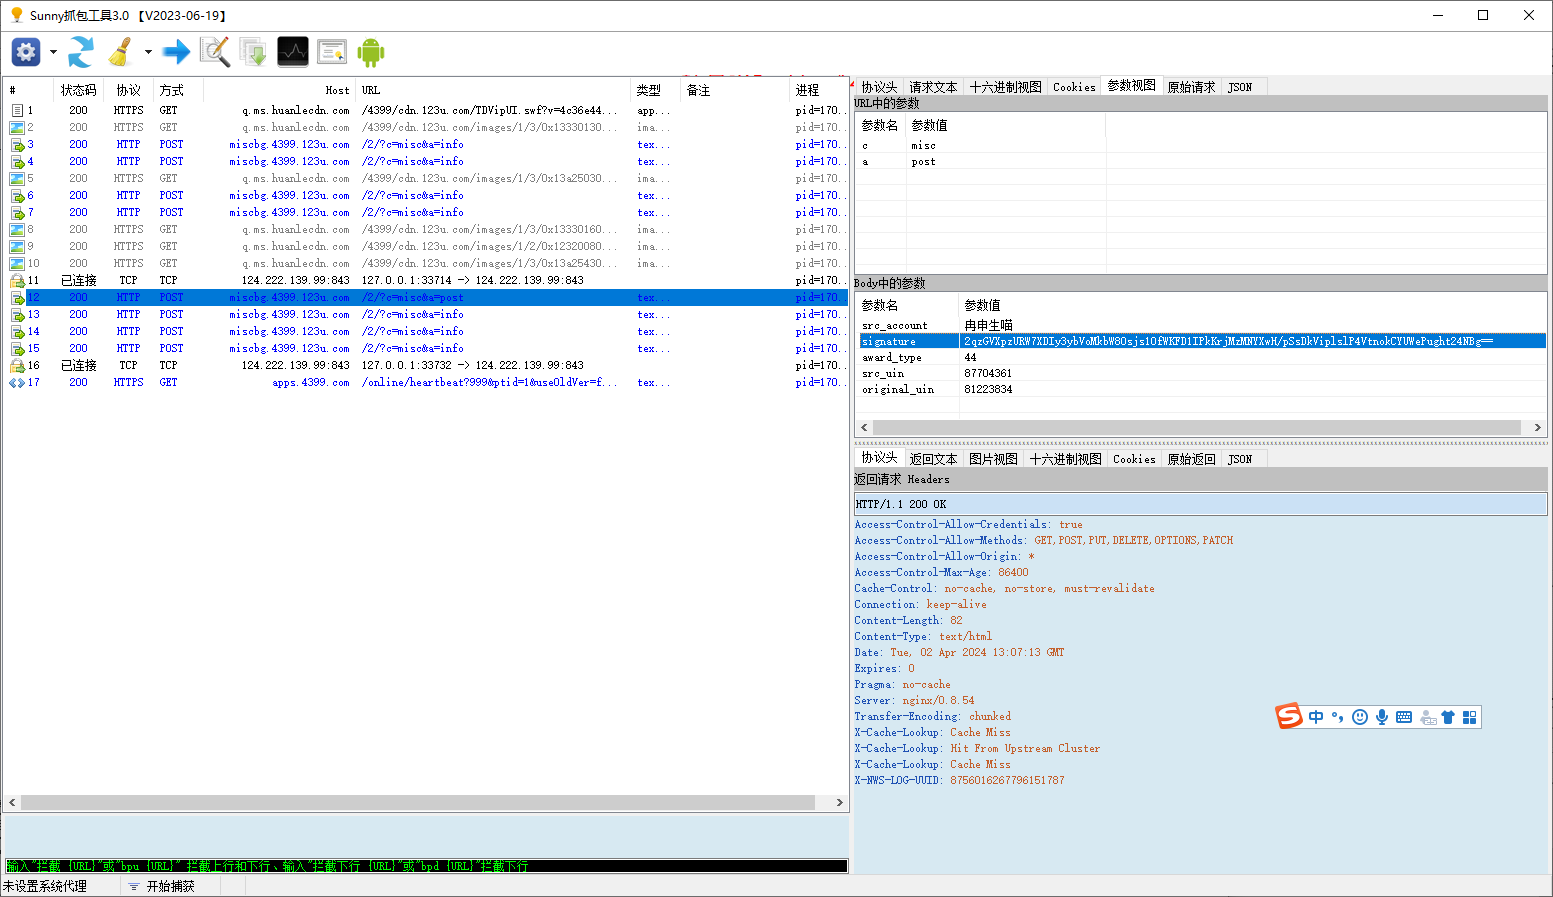 Sunny抓包工具3.0 【V2023-06-19】
# 状态码 协议 方式 Host URL 类型 备注 进程
1 200 HTTPS GET q.ms.huanlecdn.com /4399/cdn.123u.com/TDVipUI.swf?v=4c36e44... app... pid=170...
2 200 HTTPS GET q.ms.huanlecdn.com /4399/cdn.123u.com/images/1/3/0x13330130... ima... pid=170...
3 200 HTTP POST miscbg.4399.123u.com /2/?c=misc&a=info tex... pid=170...
4 200 HTTP POST miscbg.4399.123u.com /2/?c=misc&a=info tex... pid=170...
5 200 HTTPS GET q.ms.huanlecdn.com /4399/cdn.123u.com/images/1/3/0x13a25030... ima... pid=170...
6 200 HTTP POST miscbg.4399.123u.com /2/?c=misc&a=info tex... pid=170...
7 200 HTTP POST miscbg.4399.123u.com /2/?c=misc&a=info tex... pid=170...
8 200 HTTPS GET q.ms.huanlecdn.com /4399/cdn.123u.com/images/1/3/0x13330160... ima... pid=170...
9 200 HTTPS GET q.ms.huanlecdn.com /4399/cdn.123u.com/images/1/2/0x12320080... ima... pid=170...
10 200 HTTPS GET q.ms.huanlecdn.com /4399/cdn.123u.com/images/1/3/0x13a25430... ima... pid=170...
11 已连接 TCP TCP 124.222.139.99:843 127.0.0.1:33714 -> 124.222.139.99:843 pid=170...
12 200 HTTP POST miscbg.4399.123u.com /2/?c=misc&a=post tex... pid=170...
13 200 HTTP POST miscbg.4399.123u.com /2/?c=misc&a=info tex... pid=170...
14 200 HTTP POST miscbg.4399.123u.com /2/?c=misc&a=info tex... pid=170...
15 200 HTTP POST miscbg.4399.123u.com /2/?c=misc&a=info tex... pid=170...
16 已连接 TCP TCP 124.222.139.99:843 127.0.0.1:33732 -> 124.222.139.99:843 pid=170...
17 200 HTTPS GET apps.4399.com /online/heartbeat?999&ptid=1&useOldVer=f... tex... pid=170...
输入"拦截 {URL}"或"bpu {URL}" 拦截上行和下行、输入"拦截下行 {URL}"或"bpd {URL}"拦截下行
未设置系统代理 开始捕获
协议头 请求文本 十六进制视图 Cookies 参数视图 原始请求 JSON
URL中的参数
参数名 参数值
c misc
a post
Body中的参数
参数名 参数值
src_account 冉申生喵
signature 2qzGVXpzURW7XDIy3ybVoMkbW8Osjs1OfWKFD1IPkKrjMzMNYXwH/pSsDkViplslP4VtnokCYUWePught24NBg==
award_type 44
src_uin 87704361
original_uin 81223834
协议头 返回文本 图片视图 十六进制视图 Cookies 原始返回 JSON
返回请求 Headers
HTTP/1.1 200 OK
Access-Control-Allow-Credentials: true
Access-Control-Allow-Methods: GET,POST,PUT,DELETE,OPTIONS,PATCH
Access-Control-Allow-Origin: *
Access-Control-Max-Age: 86400
Cache-Control: no-cache, no-store, must-revalidate
Connection: keep-alive
Content-Length: 82
Content-Type: text/html
Date: Tue, 02 Apr 2024 13:07:13 GMT
Expires: 0
Pragma: no-cache
Server: nginx/0.8.54
Transfer-Encoding: chunked
X-Cache-Lookup: Cache Miss
X-Cache-Lookup: Hit From Upstream Cluster
X-Cache-Lookup: Cache Miss
X-NWS-LOG-UUID: 8756016267796151787
S 中